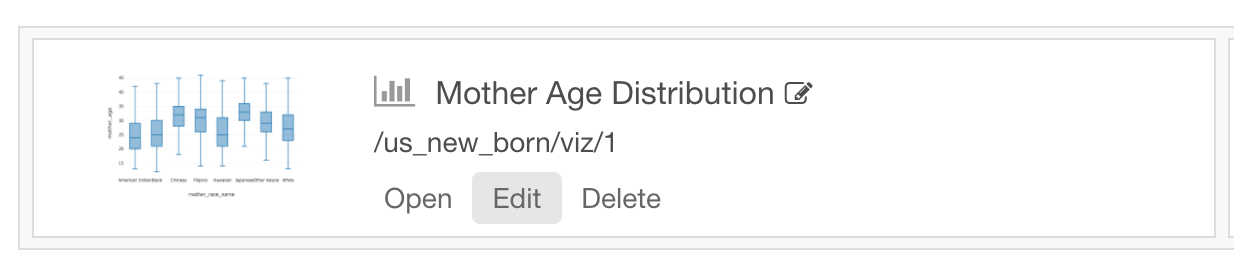 Mother Age Distribution
/us_new_born/viz/1
Open Edit Delete
45
40
35
30
25
20
15
mother_age
American Indian Black Chinese Filipino Hawaiian Japanese Other Asians White
mother_race_name